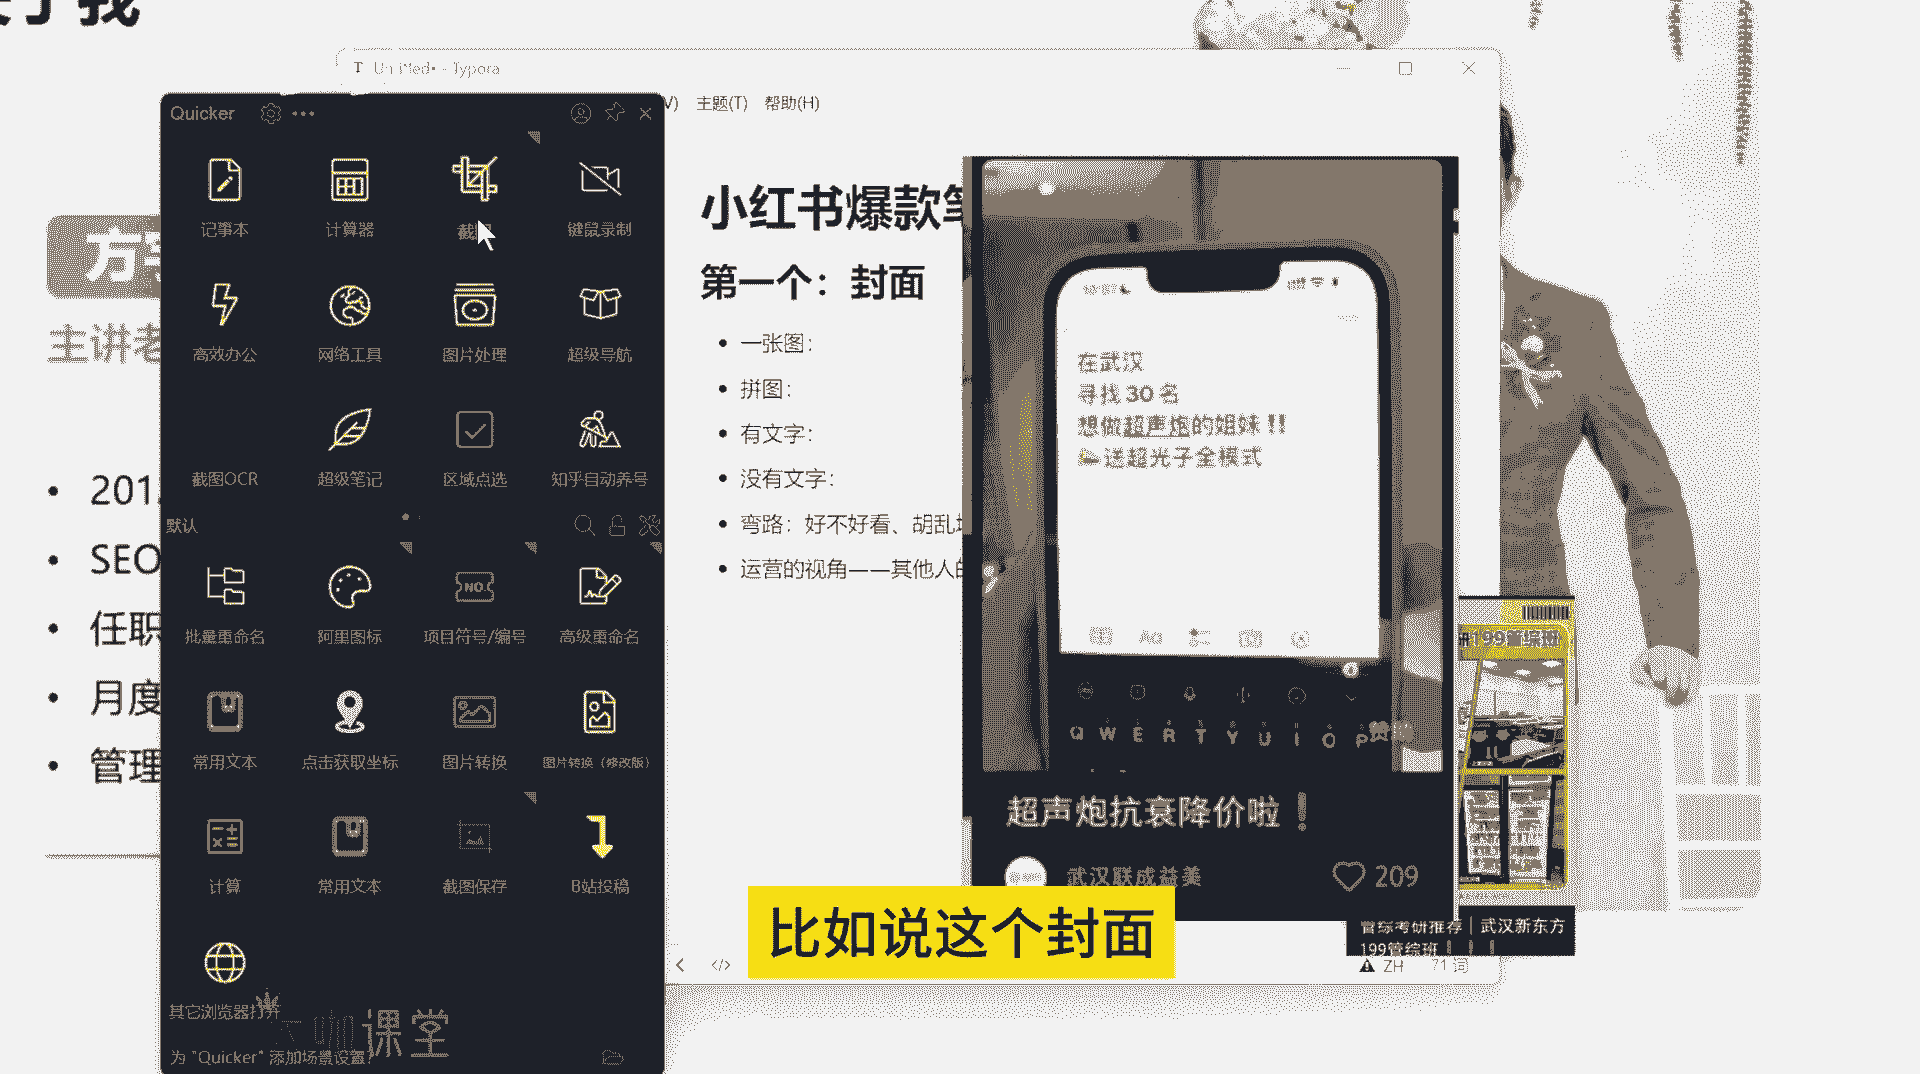 Typora
Quicker
主题(T) 帮助(H)
记事本 计算器 键鼠录制
高效办公 网络工具 图片处理 超级导航
截图OCR 超级笔记 区域点选 知乎自动养号
默认
批量重命名 阿里图标 项目符号/编号 高级重命名
常用文本 点击获取坐标 图片转换 图片转换（修改版）
计算 常用文本 截图保存 B站投稿
其它浏览器打开
课堂
为 "Quicker" 添加场景设置！
主讲老
201
SEO
任职
月度
管理
小红书爆款笔
第一个：封面
一张图：
拼图：
有文字：
没有文字：
弯路：好不好看、胡乱
运营的视角——其他人的
在武汉
寻找 30 名
想做超声炮的姐妹 !!
送超光子全模式
Aa
Q W E R T Y U I O P
超声炮抗衰降价啦！
武汉联成益美 209
199管综班
管综考研推荐｜武汉新东方
199管综班
</> ZH 71 词
比如说这个封面